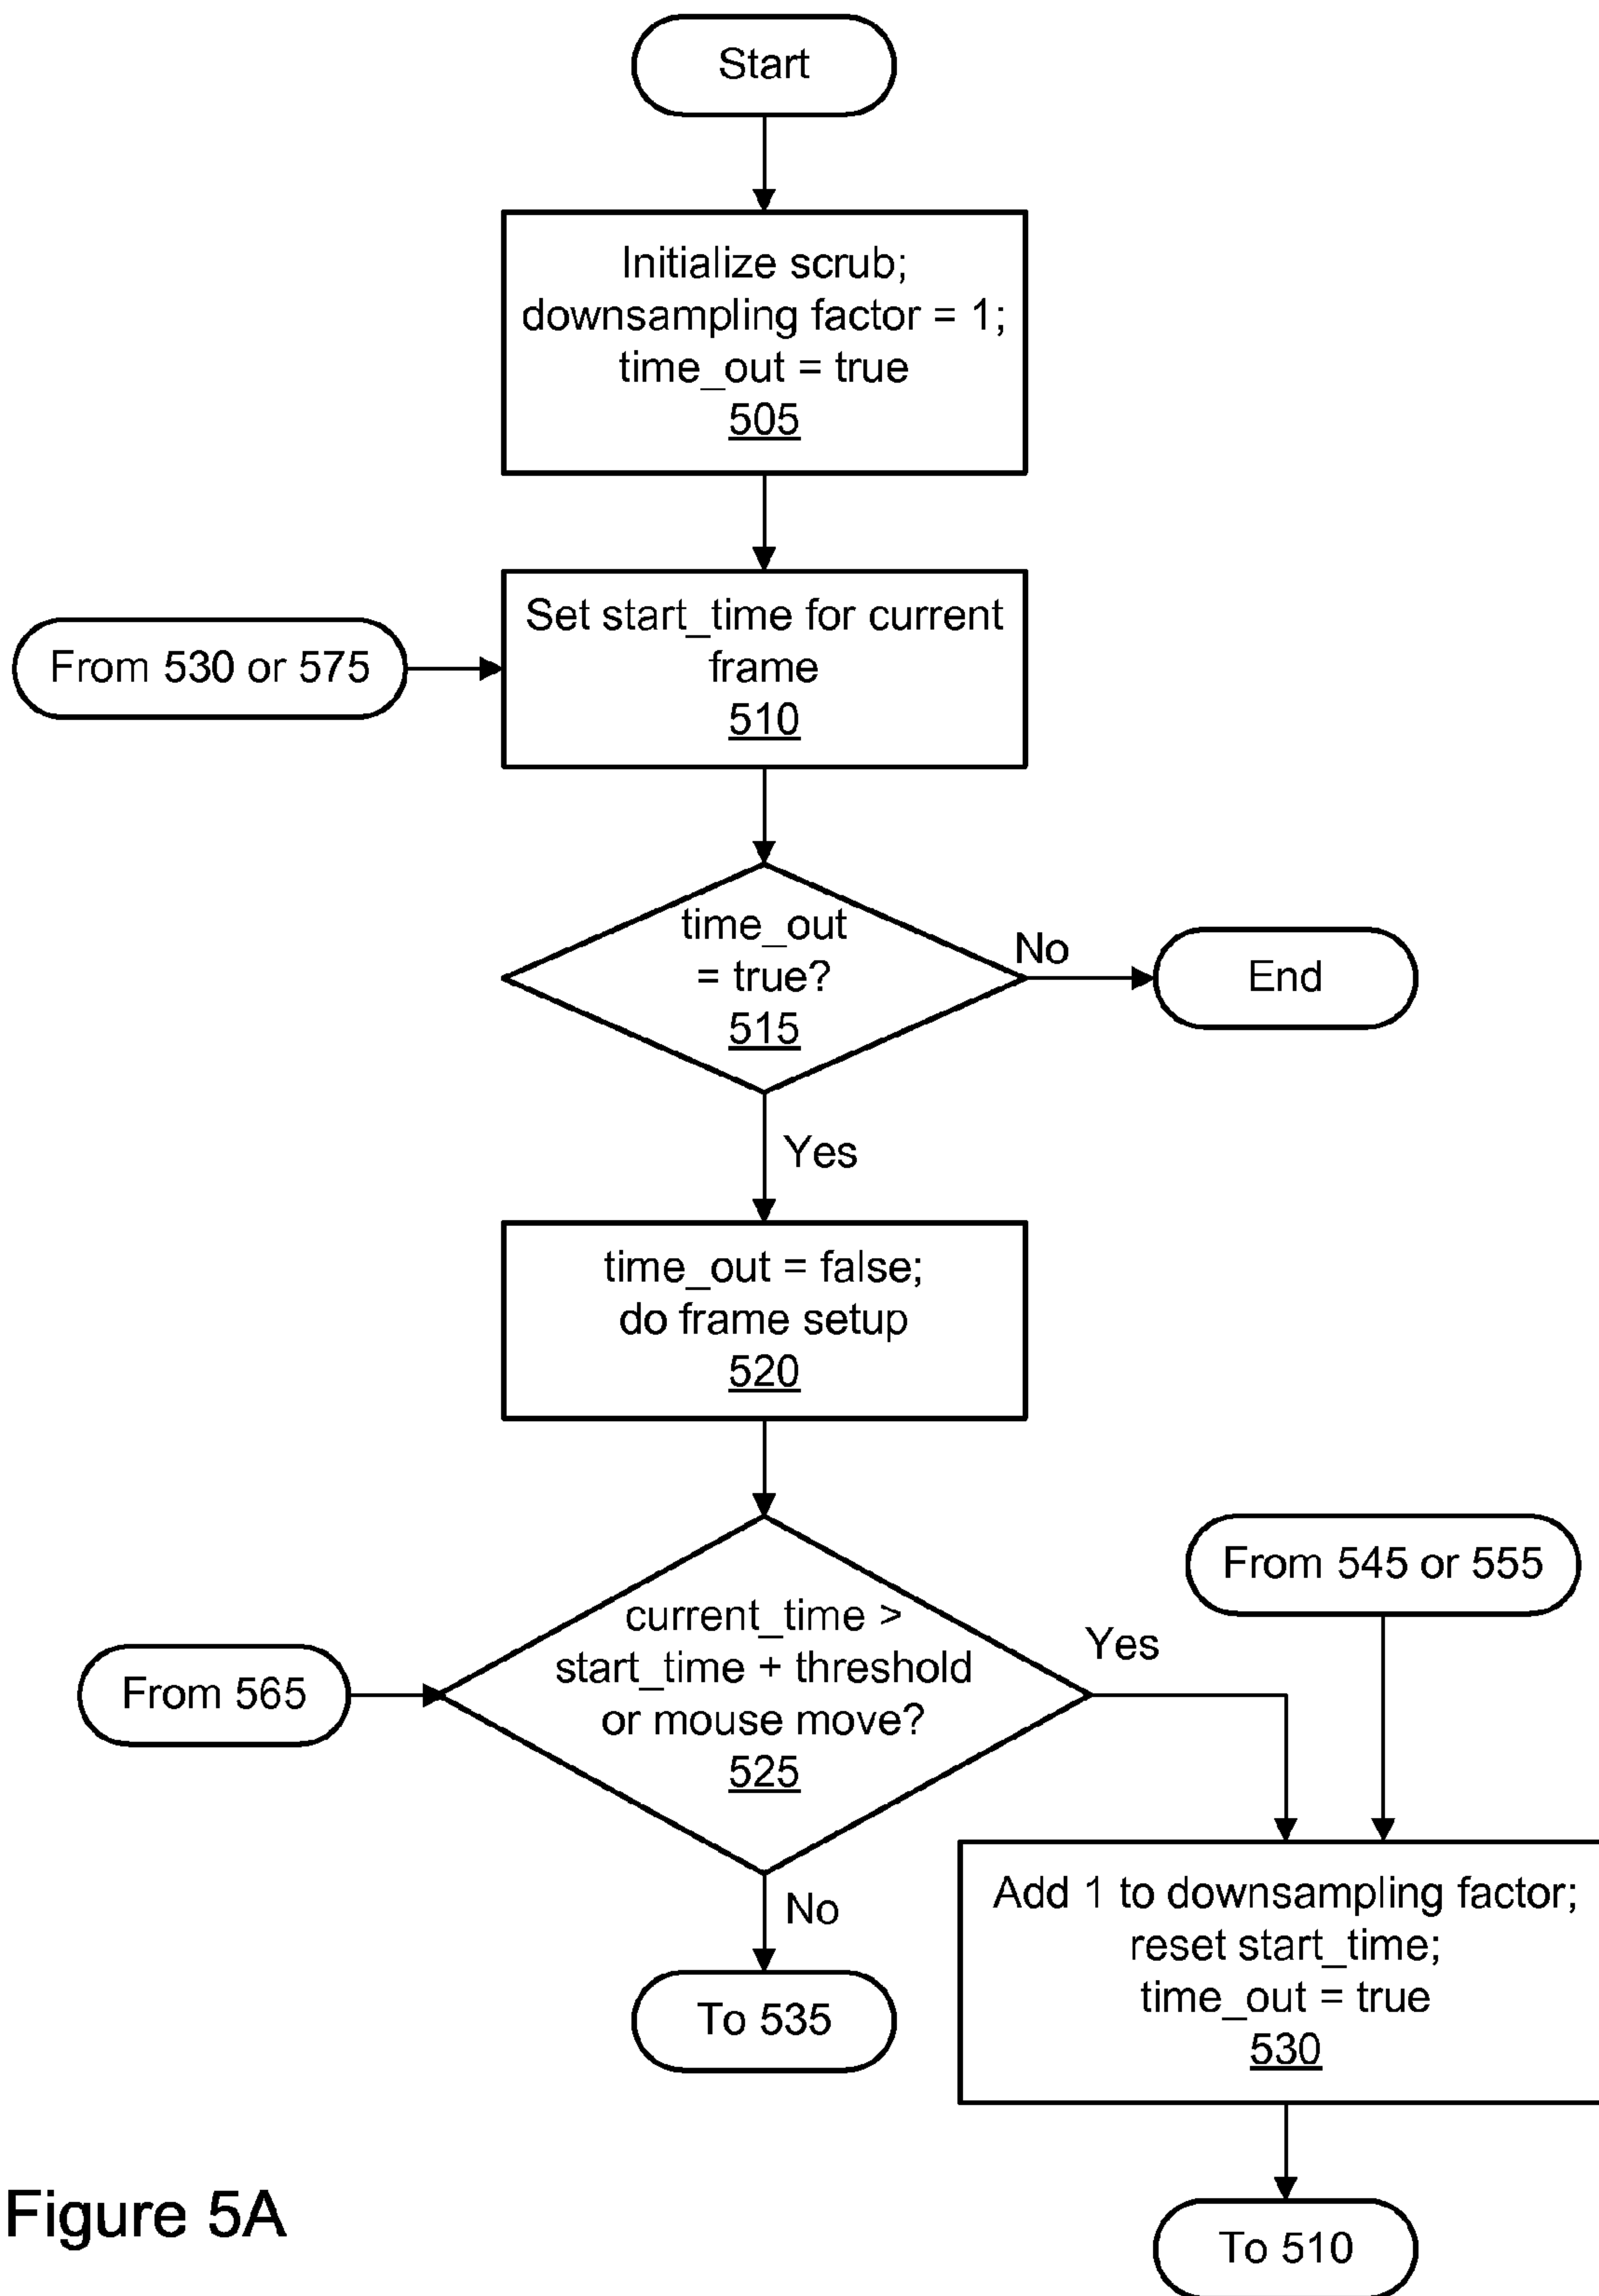 Start
Initialize scrub;
downsampling factor = 1;
time_out = true
505
Set start_time for current
frame
510
From 530 or 575
time_out
= true?
515
No
End
Yes
time_out = false;
do frame setup
520
From 545 or 555
current_time >
start_time + threshold
or mouse move?
525
Yes
From 565
No
Add 1 to downsampling factor;
reset start_time;
time_out = true
530
To 535
To 510
Figure 5A